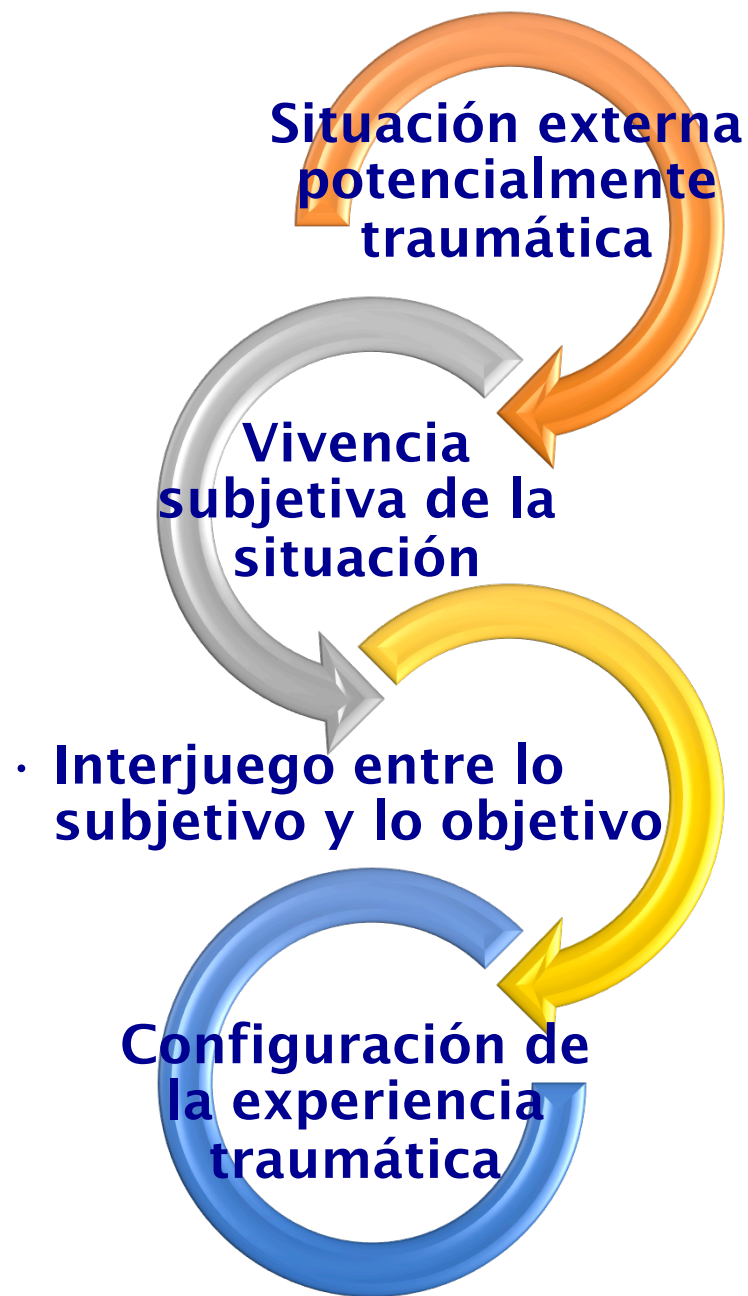 Situación externa
potencialmente
traumática
Vivencia
subjetiva de la
situación
· Interjuego entre lo
subjetivo y lo objetivo
Configuración de
la experiencia
traumática